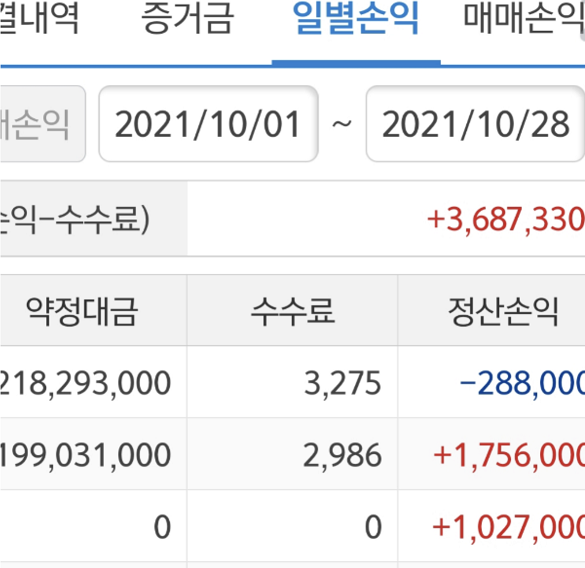 결내역 증거금 일별손익 매매손익
매손익 2021/10/01 ~ 2021/10/28
손익-수수료) +3,687,330
약정대금 수수료 정산손익
218,293,000 3,275 -288,000
199,031,000 2,986 +1,756,000
0 0 +1,027,000